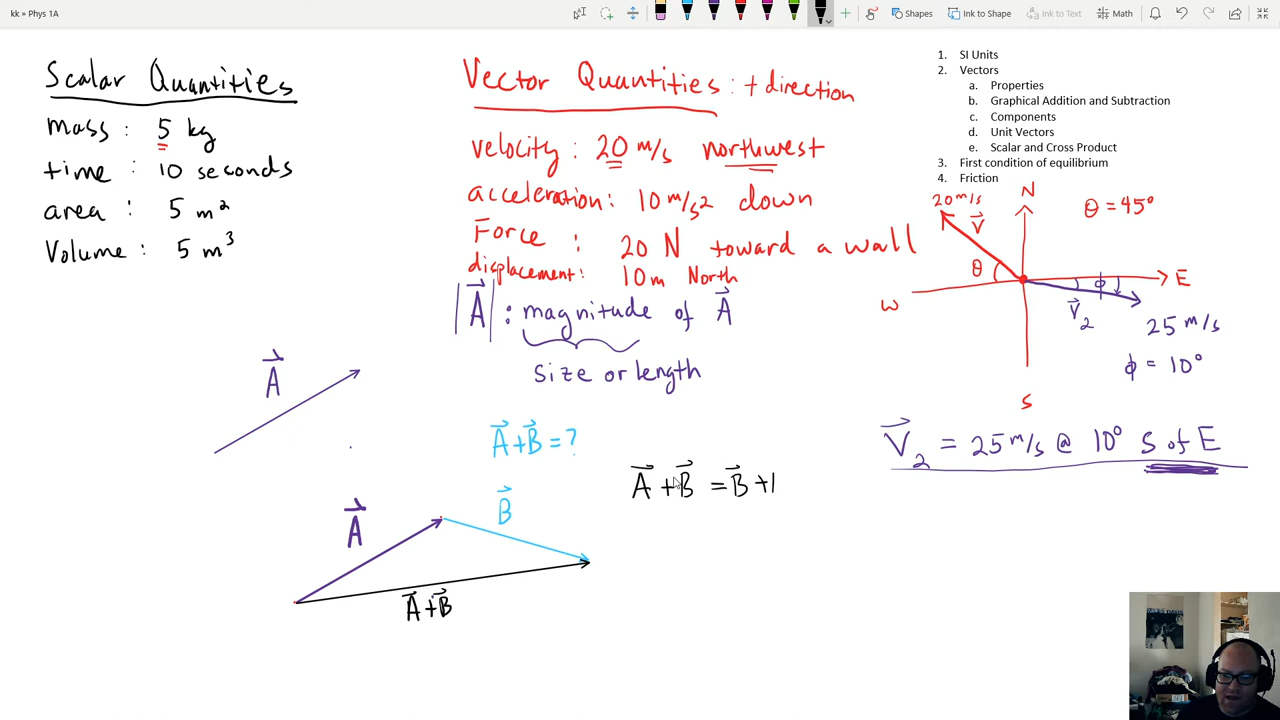 kk » Phys 1A
Shapes
Ink to Shape
Ink to Text
Math
Scalar Quantities
mass : 5 kg
time : 10 seconds
area : 5 m²
Volume : 5 m³
Vector Quantities : + direction
velocity : 20 m/s northwest
acceleration : 10 m/s² down
Force : 20 N toward a wall
displacement : 10 m North
|A⃗| : magnitude of A⃗
size or length
1. SI Units
2. Vectors
a. Properties
b. Graphical Addition and Subtraction
c. Components
d. Unit Vectors
e. Scalar and Cross Product
3. First condition of equilibrium
4. Friction
N
20 m/s
V⃗
θ = 45°
θ
E
W
ϕ
V⃗₂
25 m/s
ϕ = 10°
S
V⃗₂ = 25 m/s @ 10° S of E
A⃗
A⃗ + B⃗ = ?
A⃗ + B⃗ = B⃗ + l
A⃗
B⃗
A⃗ + B⃗